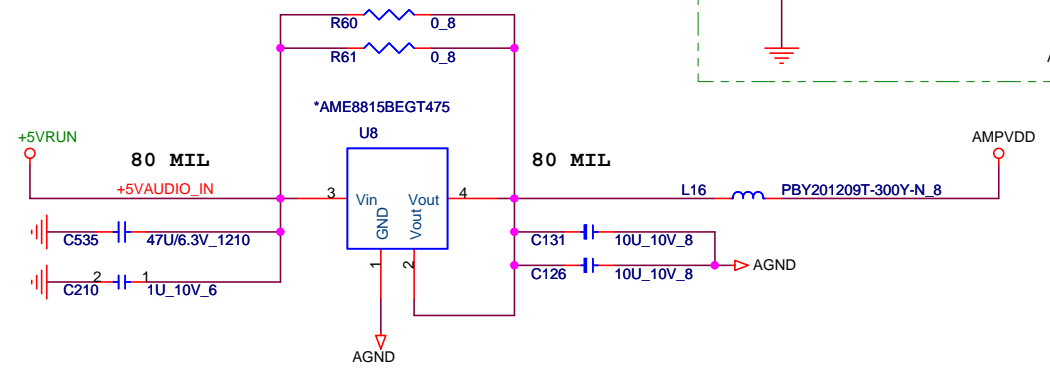 R60 0_8
R61 0_8
*AME8815BEGT475
U8
+5VRUN
AMPVDD
80 MIL 80 MIL
+5VAUDIO_IN
3 4
L16 PBY201209T-300Y-N_8
Vin Vout
GND Vout
C535 47U/6.3V_1210
C131 10U_10V_8
1 2
AGND
C126 10U_10V_8
2 1
C210 1U_10V_6
AGND